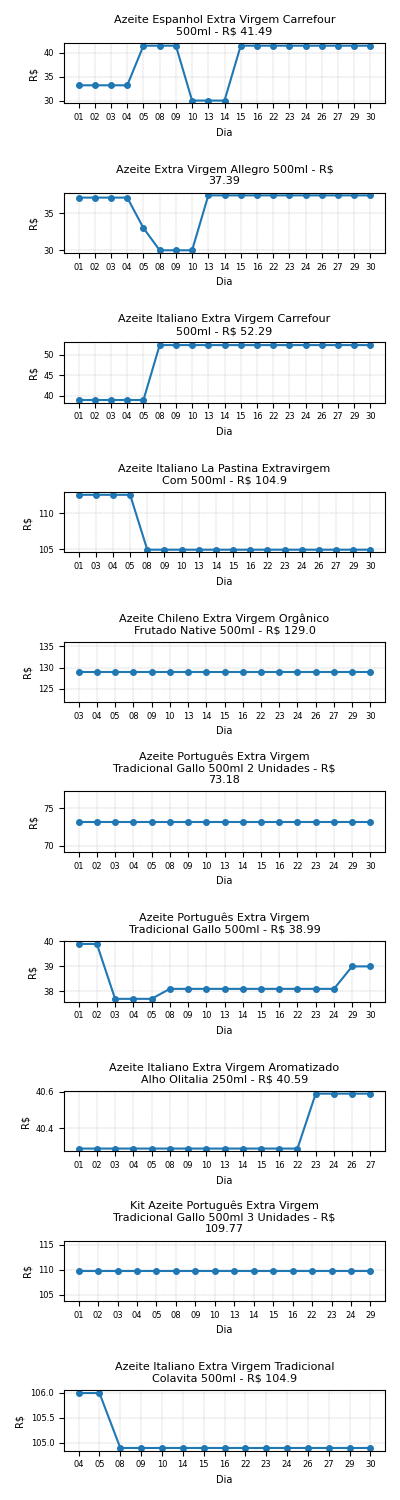 Azeite Espanhol Extra Virgem Carrefour
500ml - R$ 41.49
40
35
30
R$
01 02 03 04 05 08 09 10 13 14 15 16 22 23 24 26 27 29 30
Dia
Azeite Extra Virgem Allegro 500ml - R$
37.39
35
30
R$
01 02 03 04 05 08 09 10 13 14 15 16 22 23 24 26 27 29 30
Dia
Azeite Italiano Extra Virgem Carrefour
500ml - R$ 52.29
50
45
40
R$
01 02 03 04 05 08 09 10 13 14 15 16 22 23 24 26 27 29 30
Dia
Azeite Italiano La Pastina Extravirgem
Com 500ml - R$ 104.9
110
105
R$
01 03 04 05 08 09 10 13 14 15 16 22 23 24 26 27 29 30
Dia
Azeite Chileno Extra Virgem Orgânico
Frutado Native 500ml - R$ 129.0
135
130
125
R$
03 04 05 08 09 10 13 14 15 16 22 23 24 26 27 29 30
Dia
Azeite Português Extra Virgem
Tradicional Gallo 500ml 2 Unidades - R$
73.18
75
70
R$
01 02 03 04 05 08 09 10 13 14 15 16 22 23 24 29 30
Dia
Azeite Português Extra Virgem
Tradicional Gallo 500ml - R$ 38.99
40
39
38
R$
01 02 03 04 05 08 09 10 13 14 15 16 22 23 24 29 30
Dia
Azeite Italiano Extra Virgem Aromatizado
Alho Olitalia 250ml - R$ 40.59
40.6
40.4
R$
01 02 03 04 05 08 09 10 13 14 15 16 22 23 24 26 27
Dia
Kit Azeite Português Extra Virgem
Tradicional Gallo 500ml 3 Unidades - R$
109.77
115
110
105
R$
01 02 03 04 05 08 09 10 13 14 15 16 22 23 24 29
Dia
Azeite Italiano Extra Virgem Tradicional
Colavita 500ml - R$ 104.9
106.0
105.5
105.0
R$
04 05 08 09 10 14 15 16 22 23 24 26 27 29 30
Dia